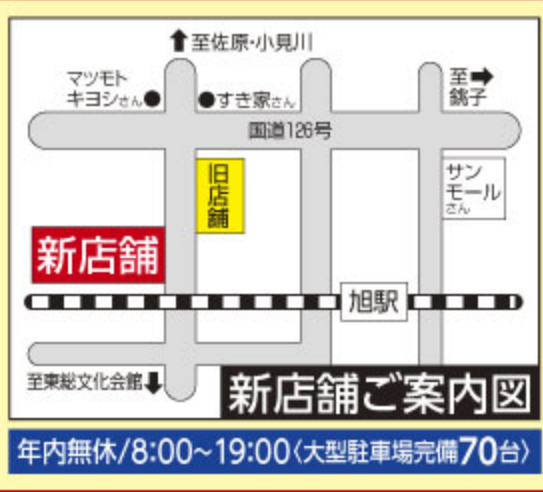 至佐原・小見川
マツモト
キヨシさん
すき家さん
至
銚子
国道126号
旧店舗
サン
モール
さん
新店舗
旭駅
至東総文化会館
新店舗ご案内図
年内無休/8:00~19:00〈大型駐車場完備70台〉